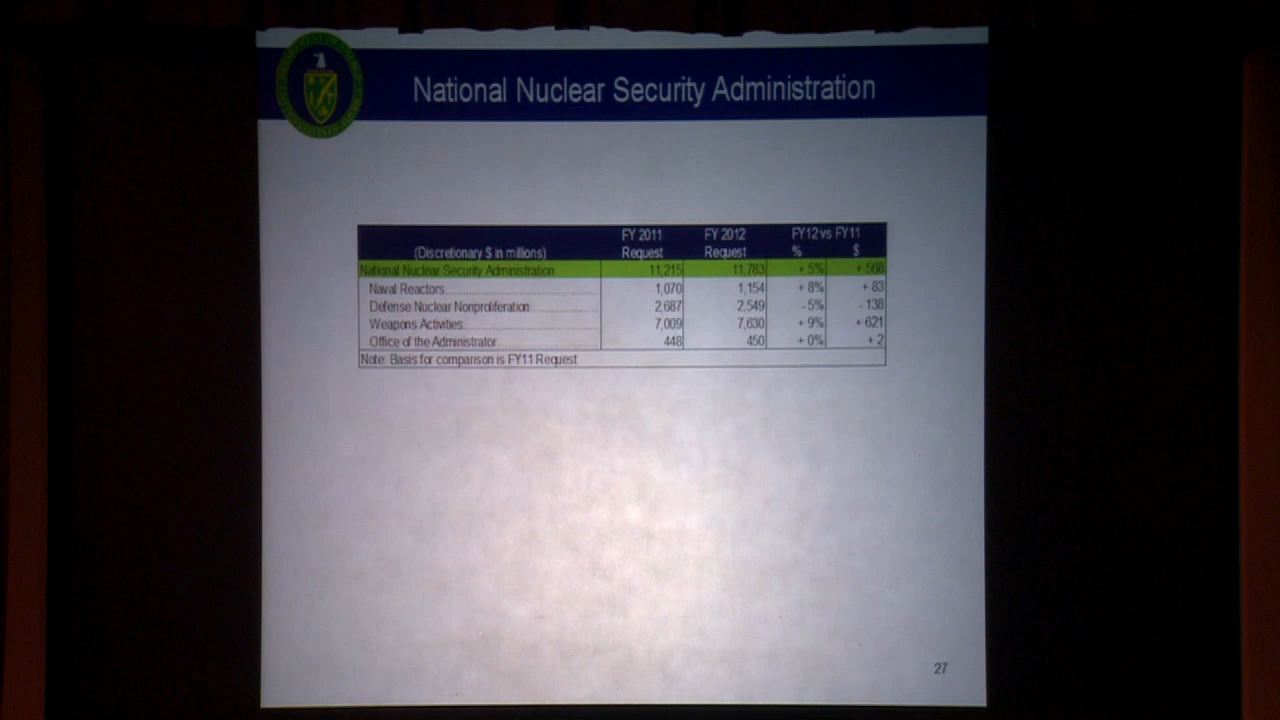 National Nuclear Security Administration
FY 2011 FY 2012 FY12 vs FY11
(Discretionary $ in millions) Request Request % $
National Nuclear Security Administration 11,215 11,783 + 5% + 568
Naval Reactors 1,070 1,154 + 8% + 83
Defense Nuclear Nonproliferation 2,687 2,549 - 5% - 138
Weapons Activities 7,009 7,630 + 9% + 621
Office of the Administrator 448 450 + 0% + 2
Note: Basis for comparison is FY11 Request
27